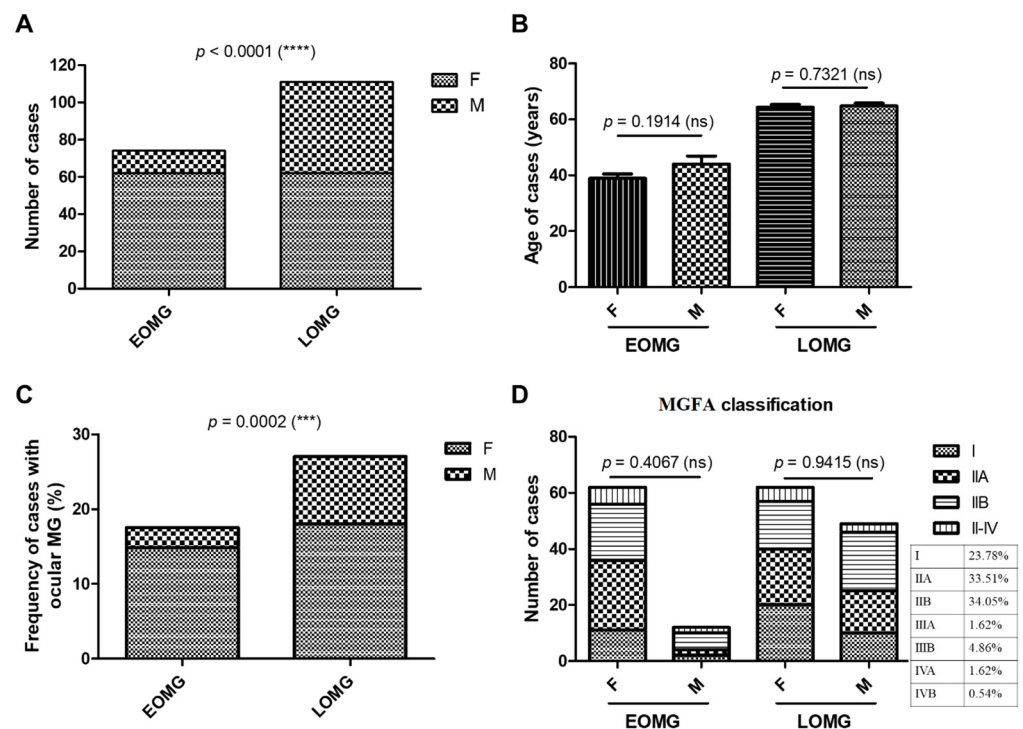 A
p < 0.0001 (****)
Number of cases
120
100
80
60
40
20
0
EOMG
LOMG
F
M
B
p = 0.7321 (ns)
p = 0.1914 (ns)
Age of cases (years)
80
60
40
20
0
F
M
F
M
EOMG
LOMG
C
p = 0.0002 (***)
Frequency of cases with
ocular MG (%)
30
20
10
0
EOMG
LOMG
F
M
D
MGFA classification
p = 0.4067 (ns)
p = 0.9415 (ns)
Number of cases
80
60
40
20
0
F
M
F
M
EOMG
LOMG
I
IIA
IIB
II-IV
I 23.78%
IIA 33.51%
IIB 34.05%
IIIA 1.62%
IIIB 4.86%
IVA 1.62%
IVB 0.54%